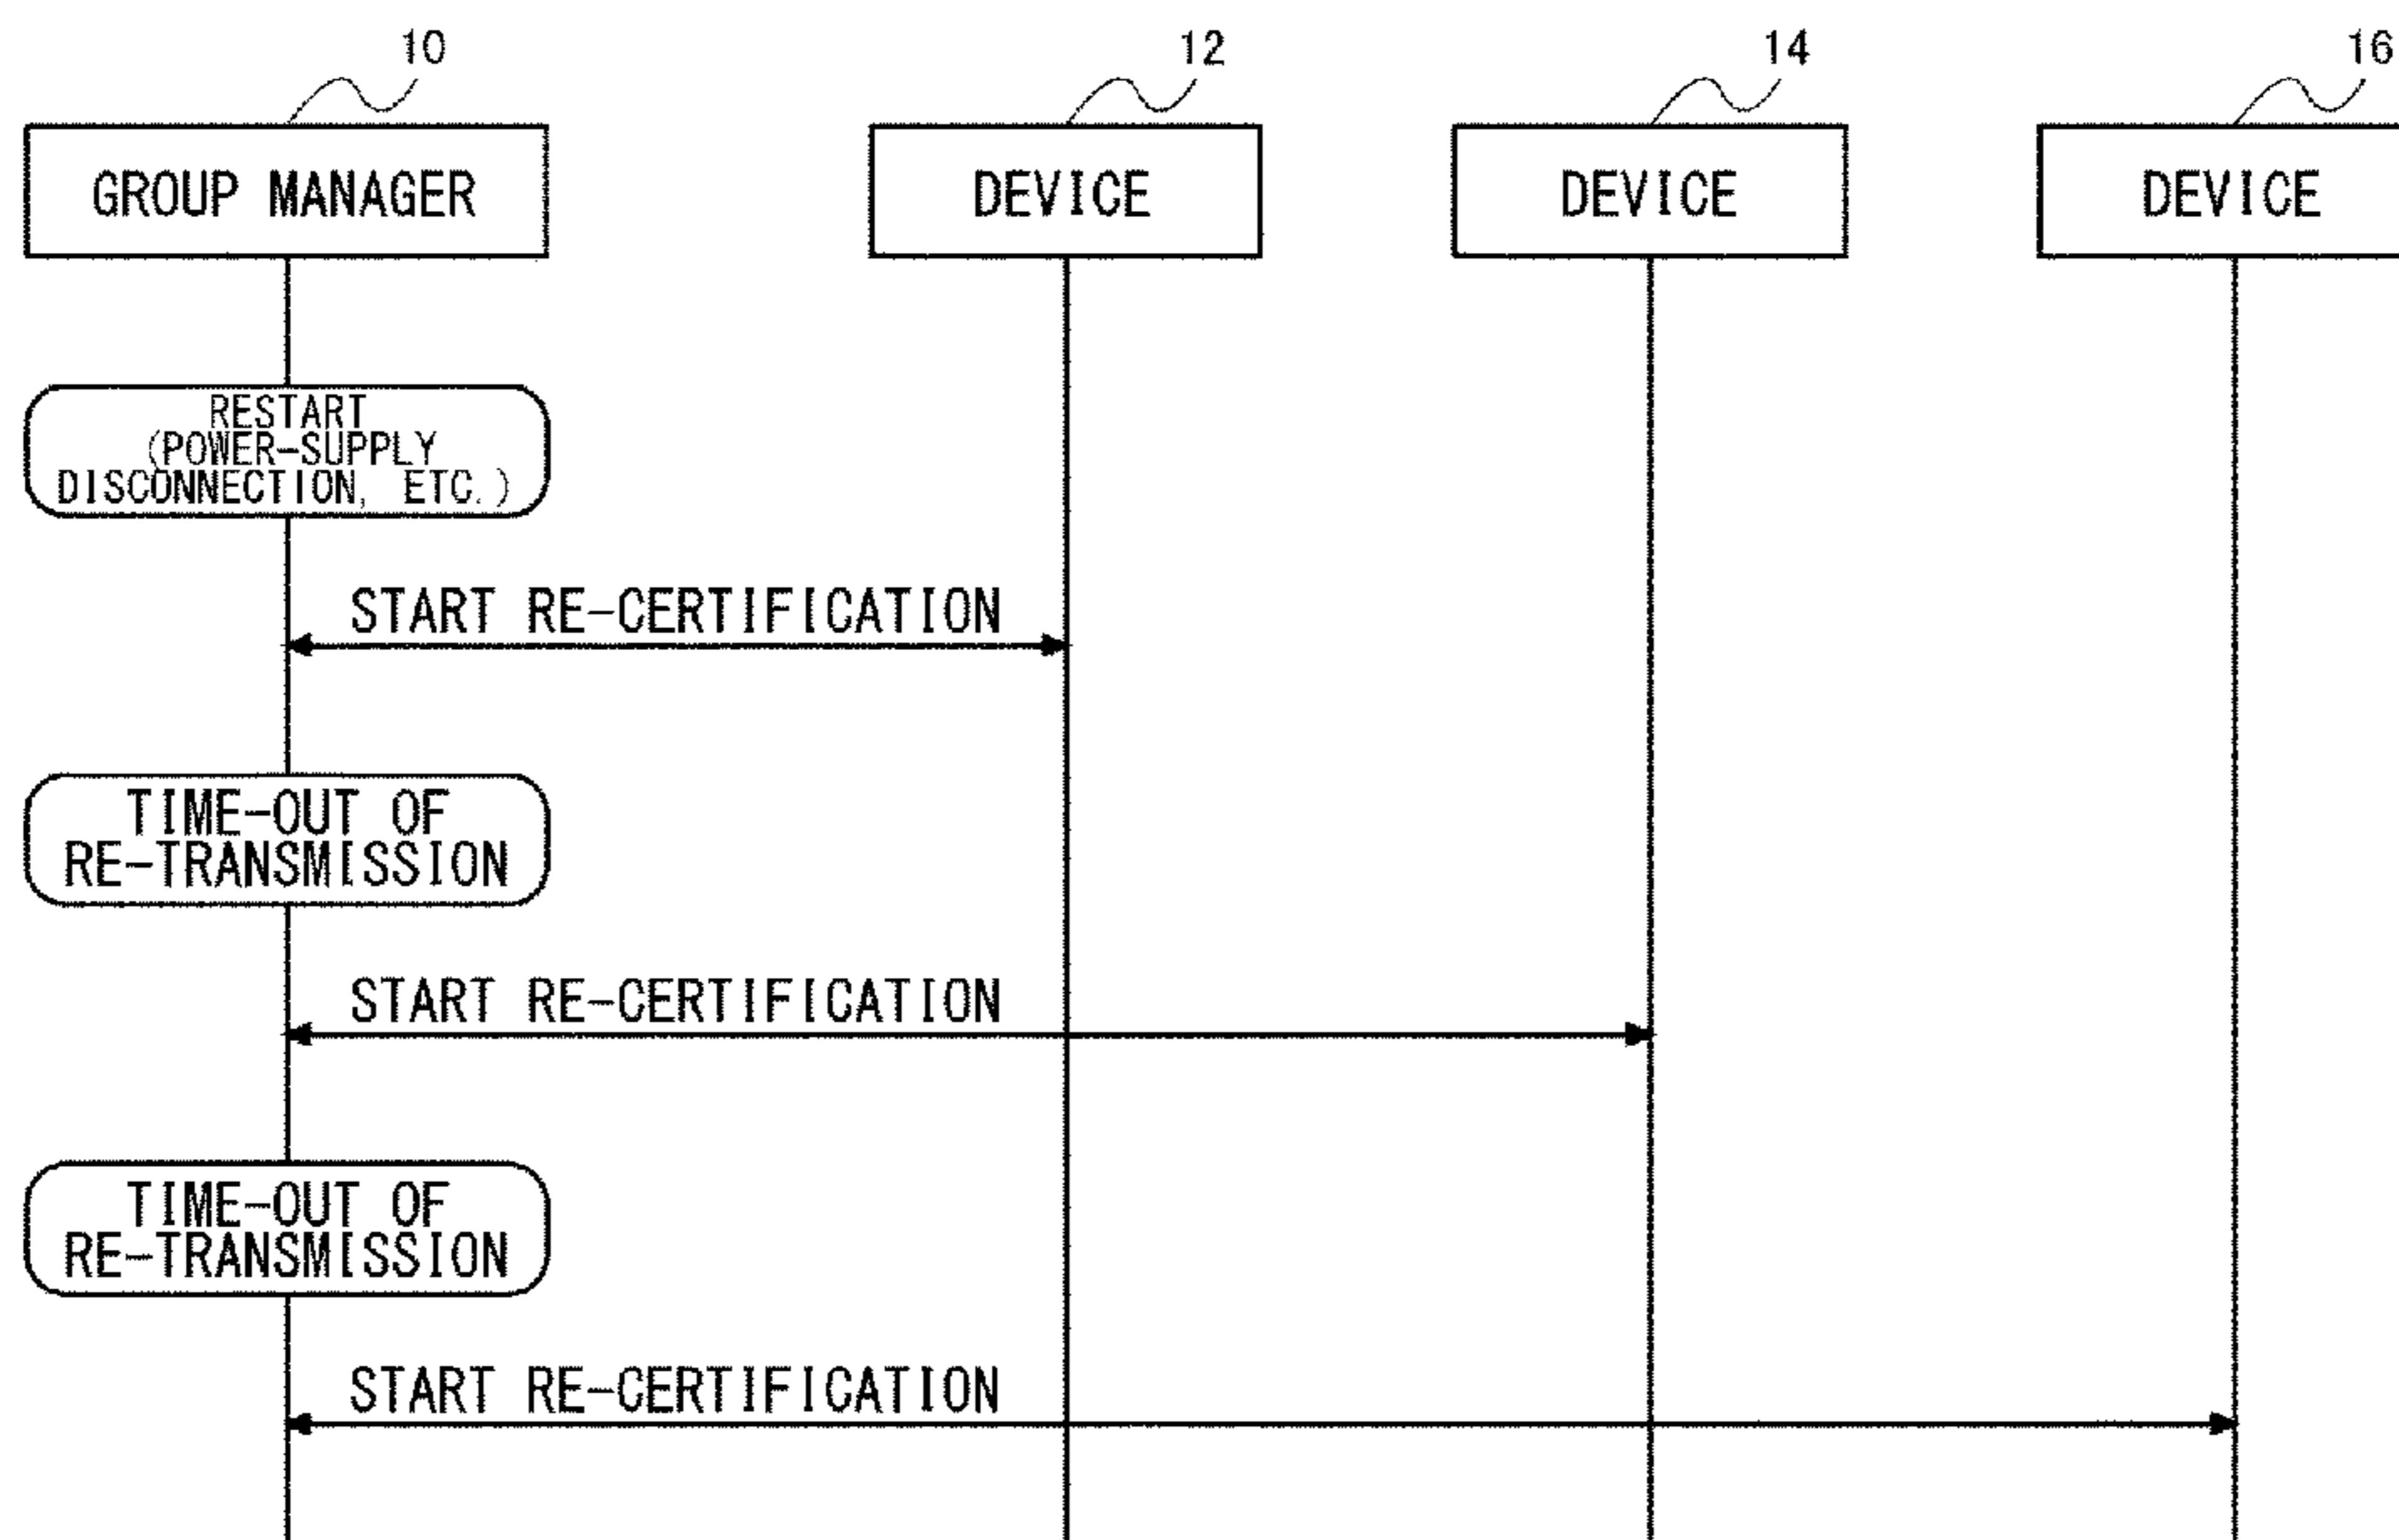 10
12
14
16
GROUP MANAGER
DEVICE
DEVICE
DEVICE
RESTART
(POWER-SUPPLY
DISCONNECTION, ETC.)
START RE-CERTIFICATION
TIME-OUT OF
RE-TRANSMISSION
START RE-CERTIFICATION
TIME-OUT OF
RE-TRANSMISSION
START RE-CERTIFICATION